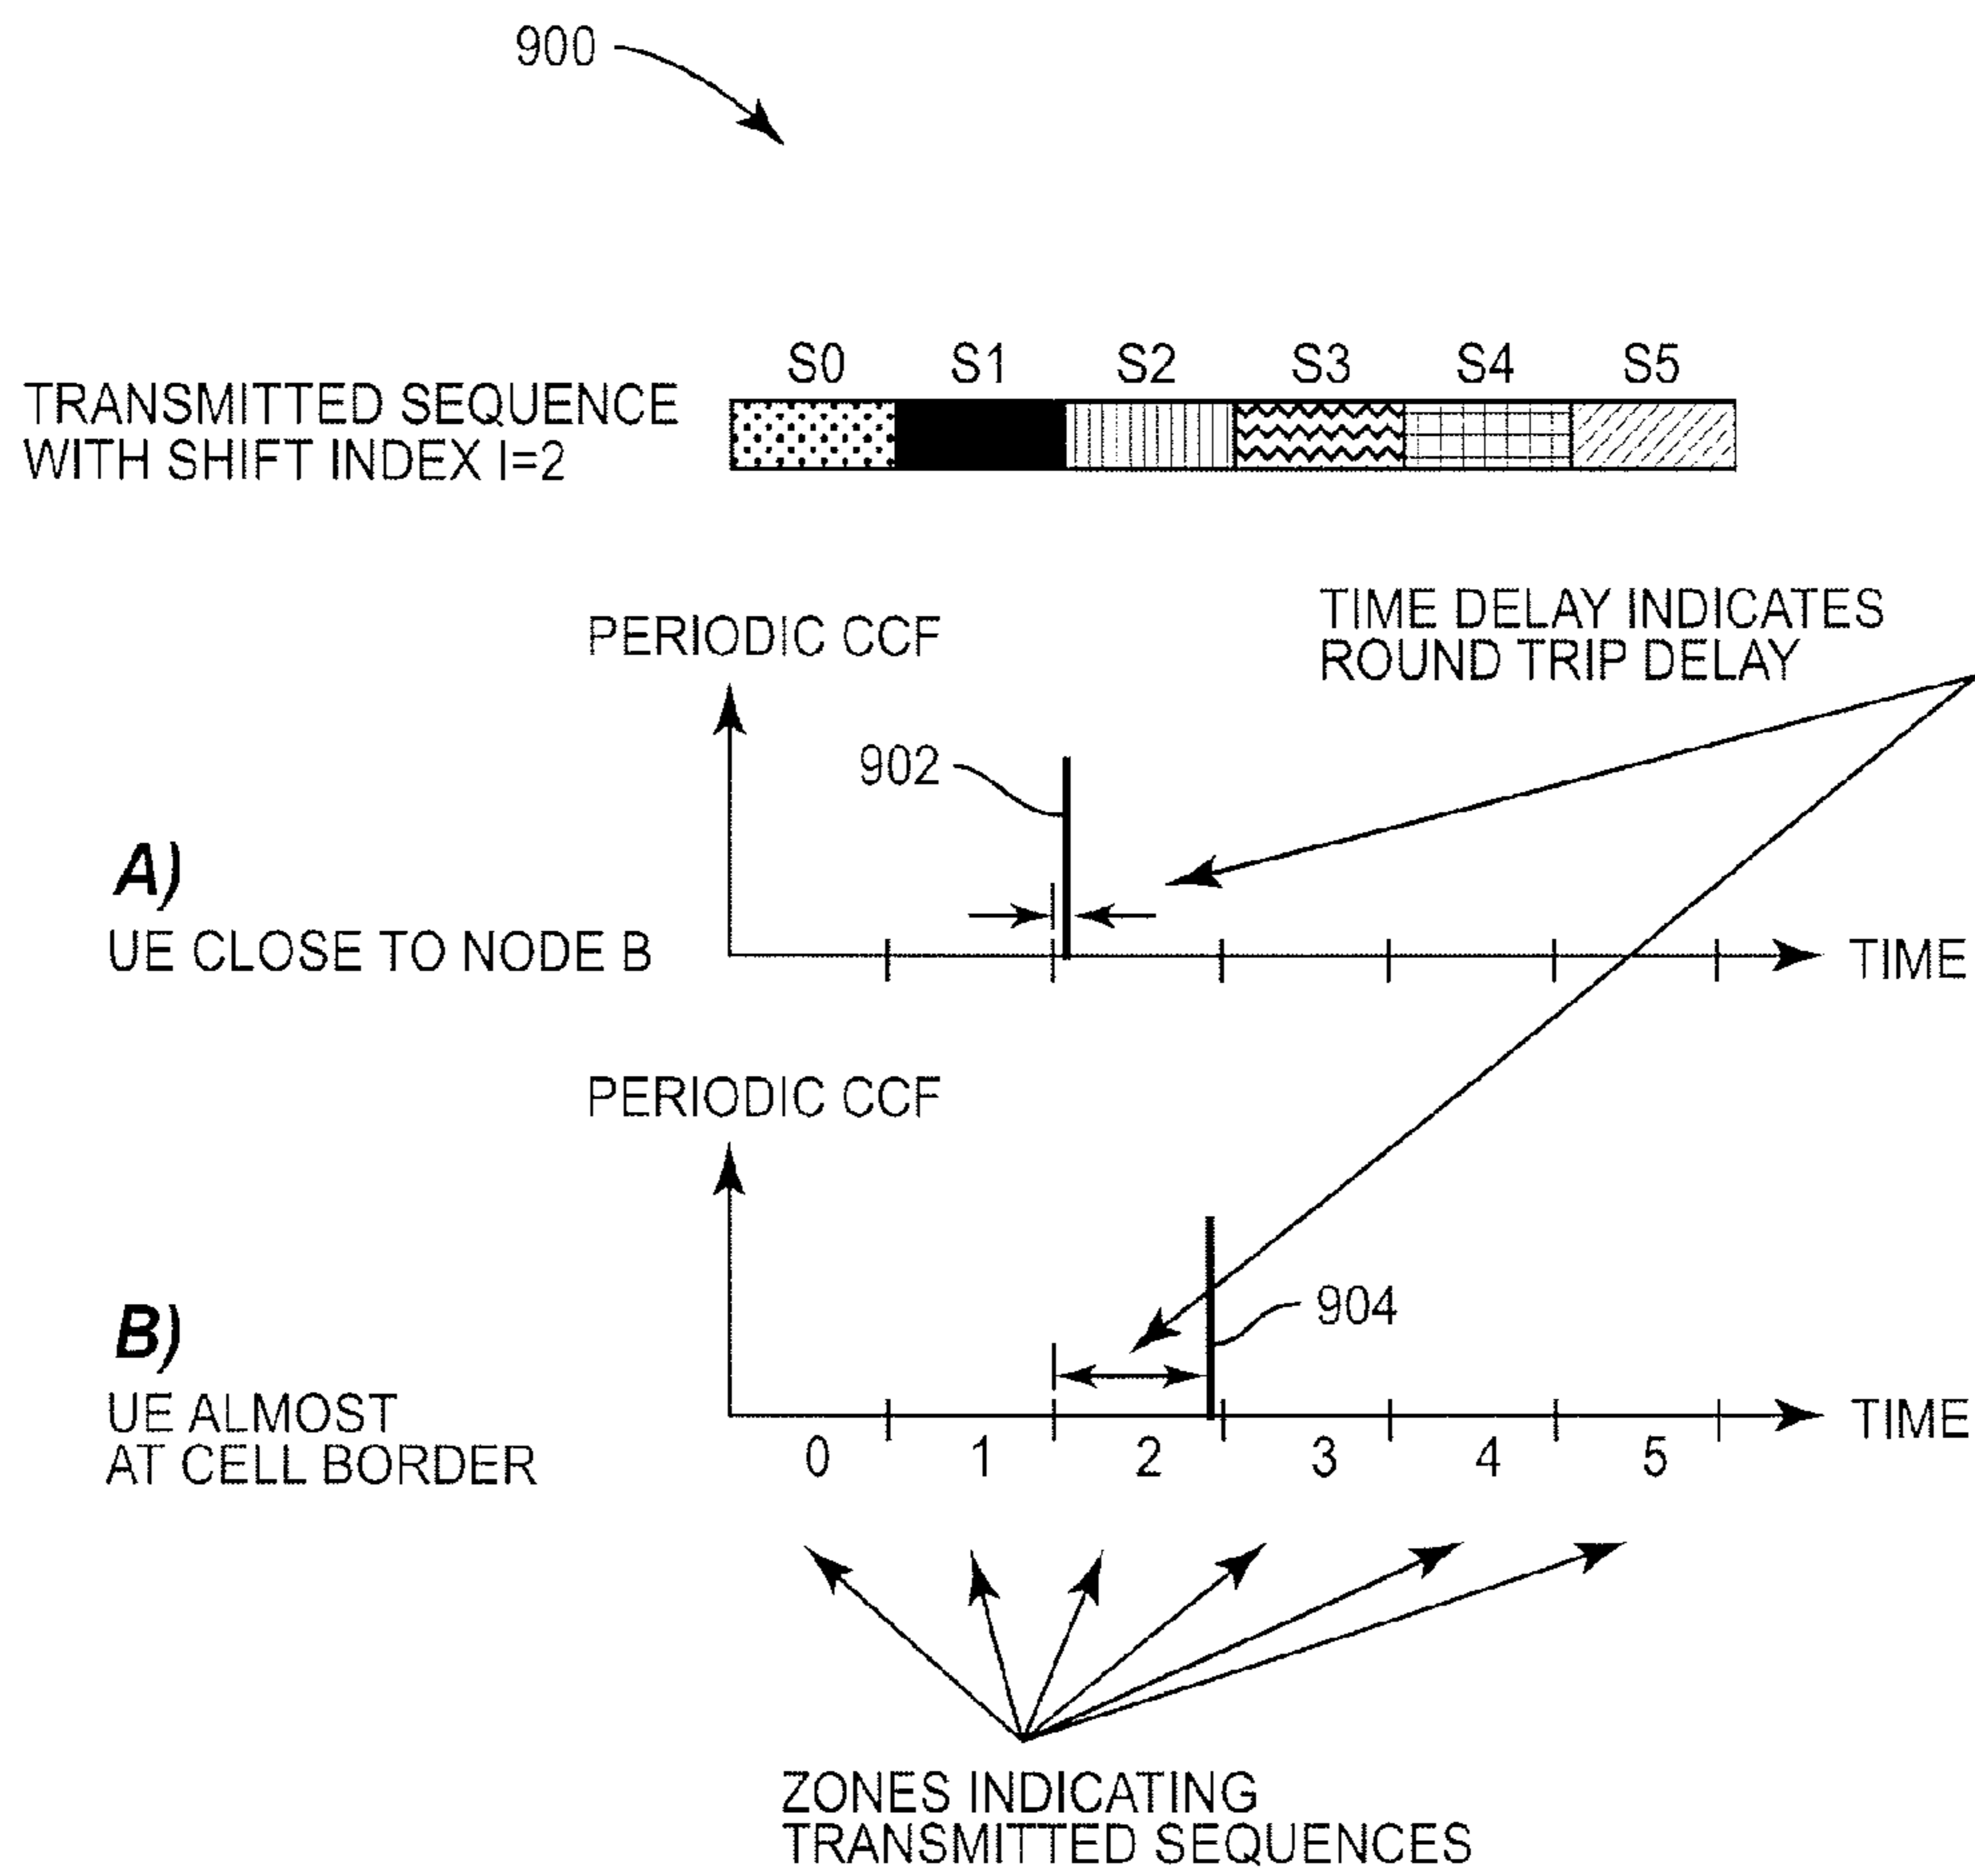 900
S0 S1 S2 S3 S4 S5
TRANSMITTED SEQUENCE
WITH SHIFT INDEX I=2
TIME DELAY INDICATES
ROUND TRIP DELAY
PERIODIC CCF
902
A)
UE CLOSE TO NODE B
TIME
PERIODIC CCF
904
B)
UE ALMOST
AT CELL BORDER
TIME
0 1 2 3 4 5
ZONES INDICATING
TRANSMITTED SEQUENCES